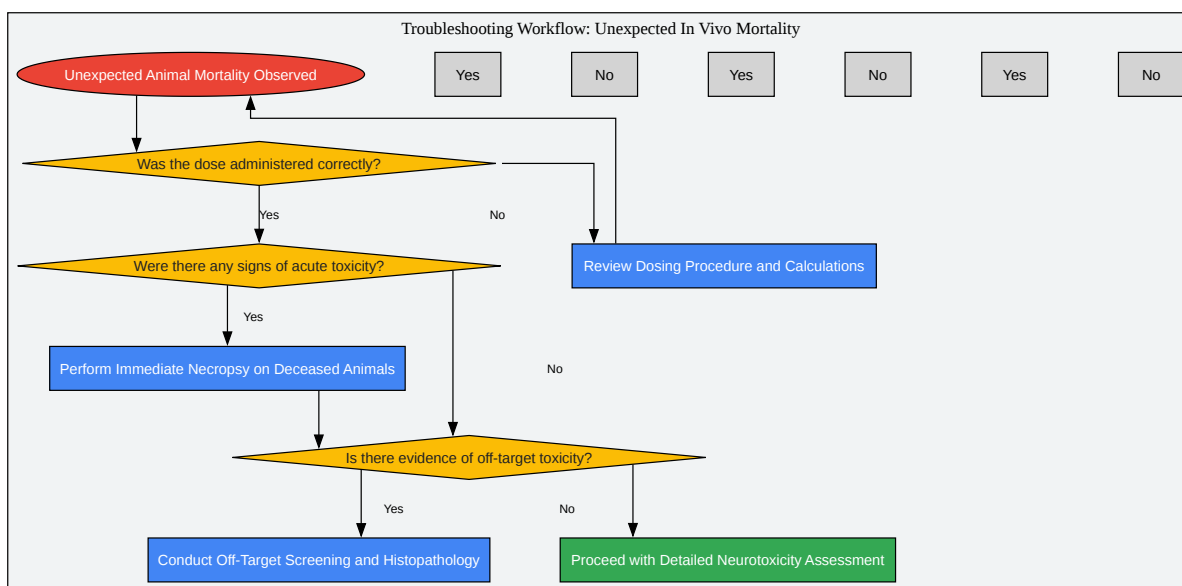 Troubleshooting Workflow: Unexpected In Vivo Mortality
Unexpected Animal Mortality Observed
Yes
No
Yes
No
Yes
No
Was the dose administered correctly?
Yes
No
Were there any signs of acute toxicity?
Review Dosing Procedure and Calculations
Yes
Perform Immediate Necropsy on Deceased Animals
No
Is there evidence of off-target toxicity?
Yes
No
Conduct Off-Target Screening and Histopathology
Proceed with Detailed Neurotoxicity Assessment